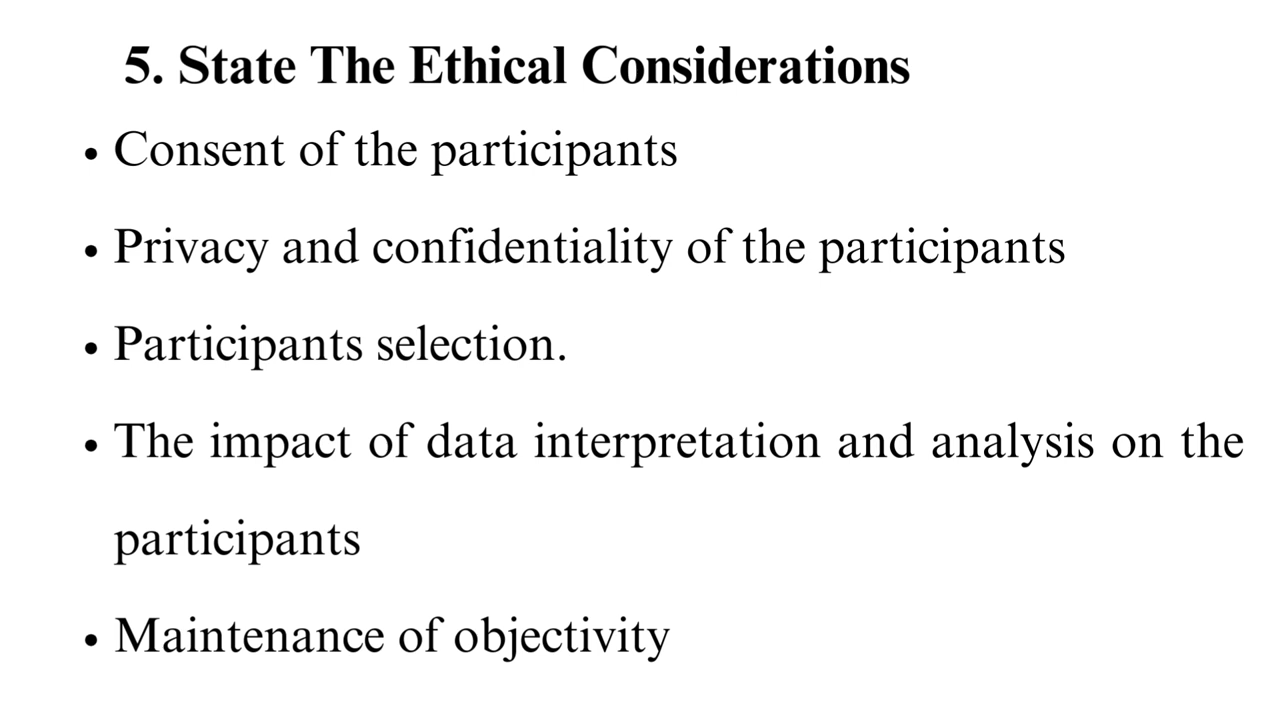 5. State The Ethical Considerations
• Consent of the participants
• Privacy and confidentiality of the participants
• Participants selection.
• The impact of data interpretation and analysis on the
participants
• Maintenance of objectivity